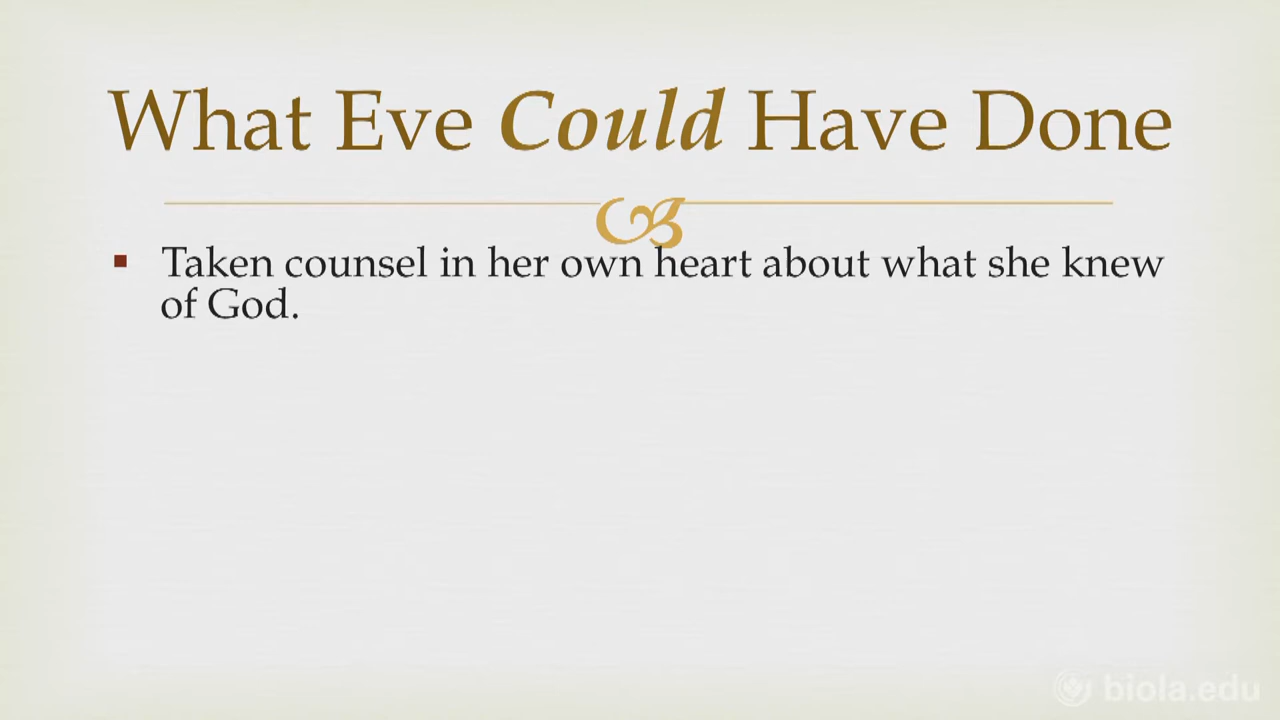 What Eve Could Have Done
Taken counsel in her own heart about what she knew
of God.
biola.edu